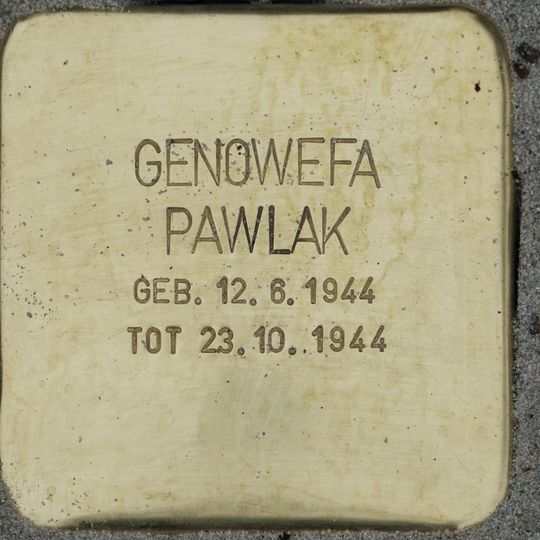 GENOWEFA
PAWLAK
GEB. 12. 6. 1944
TOT 23. 10. 1944